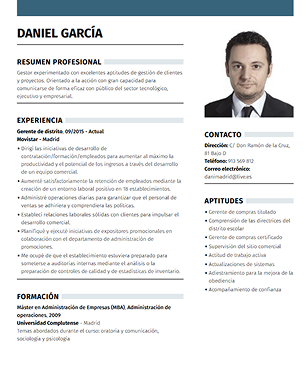 DANIEL GARCÍA
RESUMEN PROFESIONAL
Gestor experimentado con excelentes aptitudes de gestión de clientes
y proyectos. Orientado a la acción con gran capacidad para
comunicarse de forma eficaz con público del sector tecnológico,
ejecutivo y empresarial.
EXPERIENCIA
Gerente de distrito, 09/2015 - Actual
Movistar - Madrid
• Dirigí las iniciativas de desarrollo de
contratación/formación/empleados para aumentar al máximo la
productividad y el potencial de los ingresos a través del desarrollo
de un equipo comercial.
• Aumenté satisfactoriamente la retención de empleados mediante la
creación de un entorno laboral positivo en 18 establecimientos.
• Administré operaciones diarias para garantizar que el personal de
ventas se adhiriera y comprendiera las políticas.
• Establecí relaciones laborales sólidas con clientes para impulsar el
desarrollo comercial.
• Planifiqué y ejecuté iniciativas de expositores promocionales en
colaboración con el departamento de administración de
promociones.
• Me ocupé de que el establecimiento estuviera preparado para
someterse a auditorías internas mediante el análisis o la
preparación de controles de calidad y de estadísticas de inventario.
FORMACIÓN
Máster en Administración de Empresas (MBA), Administración de
operaciones, 2009
Universidad Complutense - Madrid
Temas abordados durante el curso: oratoria y comunicación,
sociología y psicología
CONTACTO
Dirección: C/ Don Ramón de la Cruz,
81 Bajo D
Teléfono: 913 569 812
Correo electrónico:
danimadrid@live.es
APTITUDES
• Gerente de compras titulado
• Comprensión de las directrices del
distrito escolar
• Gerente de compras certificado
• Supervisión del sitio comercial
• Actitud de trabajo activa
• Actualizaciones de sistemas
• Adiestramiento para la mejora de la
obediencia
• Acompañamiento de confianza